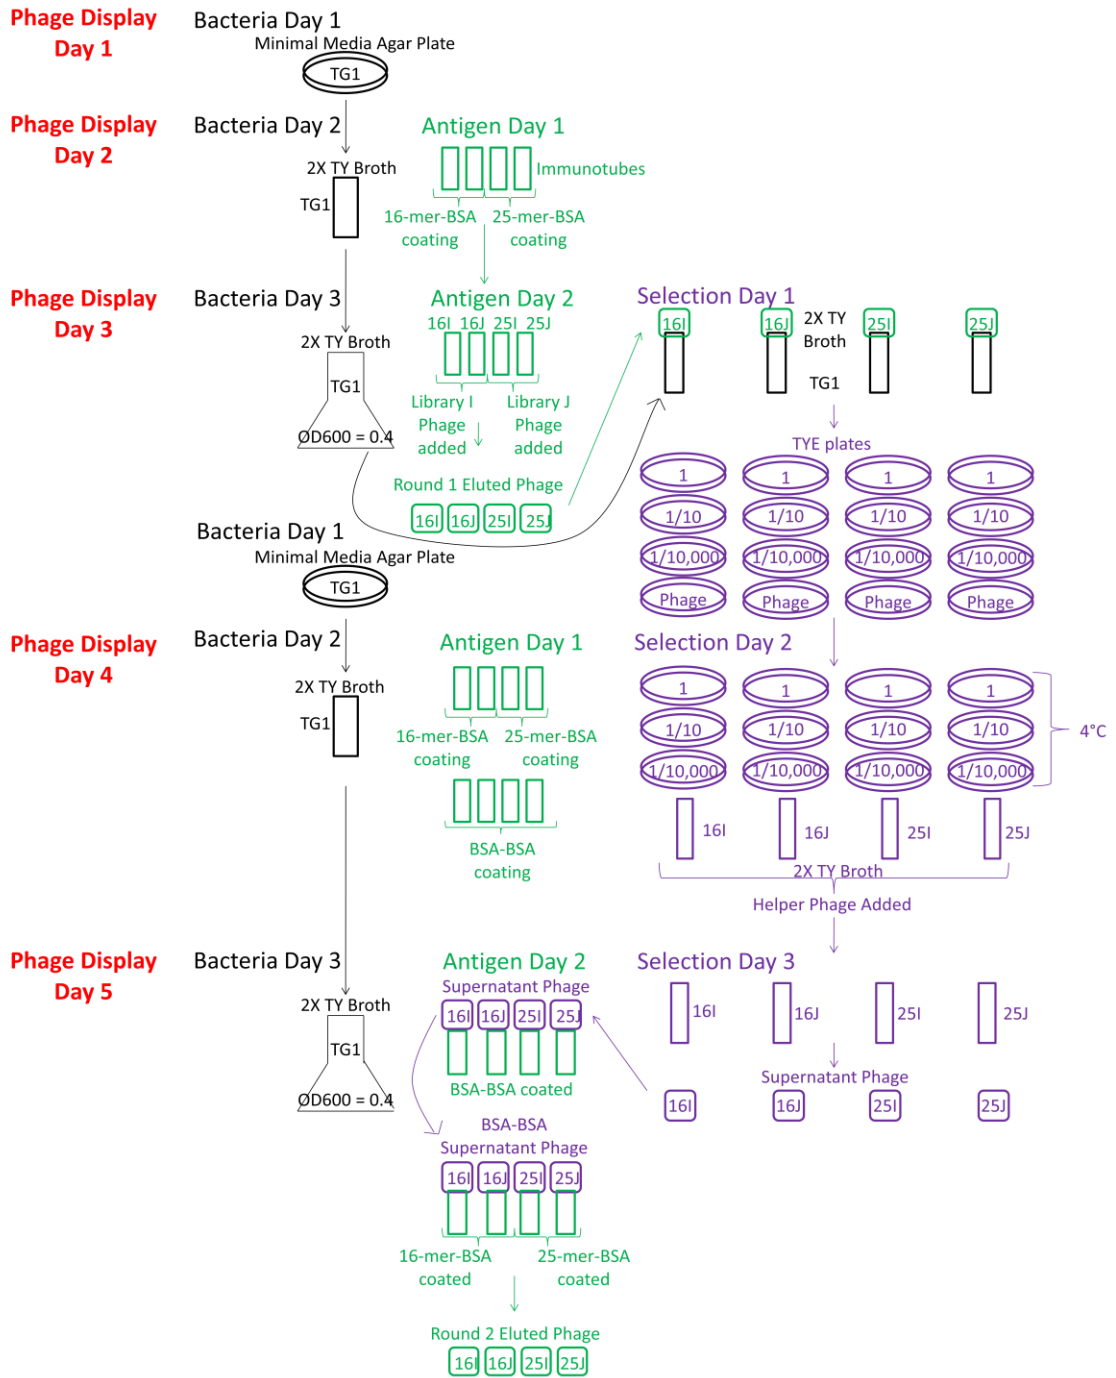 Phage Display
Day 1
Bacteria Day 1
Minimal Media Agar Plate
TG1
Phage Display
Day 2
Bacteria Day 2
2X TY Broth
TG1
Antigen Day 1
Immunotubes
16-mer-BSA
coating
25-mer-BSA
coating
Phage Display
Day 3
Bacteria Day 3
2X TY Broth
TG1
OD600 = 0.4
Antigen Day 2
16I 16J 25I 25J
Library I
Phage
added
Library J
Phage
added
Round 1 Eluted Phage
16I 16J 25I 25J
Selection Day 1
16I 16J 25I 25J
2X TY
Broth
TG1
TYE plates
1 1 1 1
1/10 1/10 1/10 1/10
1/10,000 1/10,000 1/10,000 1/10,000
Phage Phage Phage Phage
Bacteria Day 1
Minimal Media Agar Plate
TG1
Phage Display
Day 4
Bacteria Day 2
2X TY Broth
TG1
Antigen Day 1
16-mer-BSA
coating
25-mer-BSA
coating
BSA-BSA
coating
Selection Day 2
1 1 1 1
1/10 1/10 1/10 1/10
1/10,000 1/10,000 1/10,000 1/10,000
4°C
16I 16J 25I 25J
2X TY Broth
Helper Phage Added
Phage Display
Day 5
Bacteria Day 3
2X TY Broth
TG1
OD600 = 0.4
Antigen Day 2
Supernatant Phage
16I 16J 25I 25J
BSA-BSA coated
BSA-BSA
Supernatant Phage
16I 16J 25I 25J
16-mer-BSA
coated
25-mer-BSA
coated
Round 2 Eluted Phage
16I 16J 25I 25J
Selection Day 3
16I 16J 25I 25J
Supernatant Phage
16I 16J 25I 25J